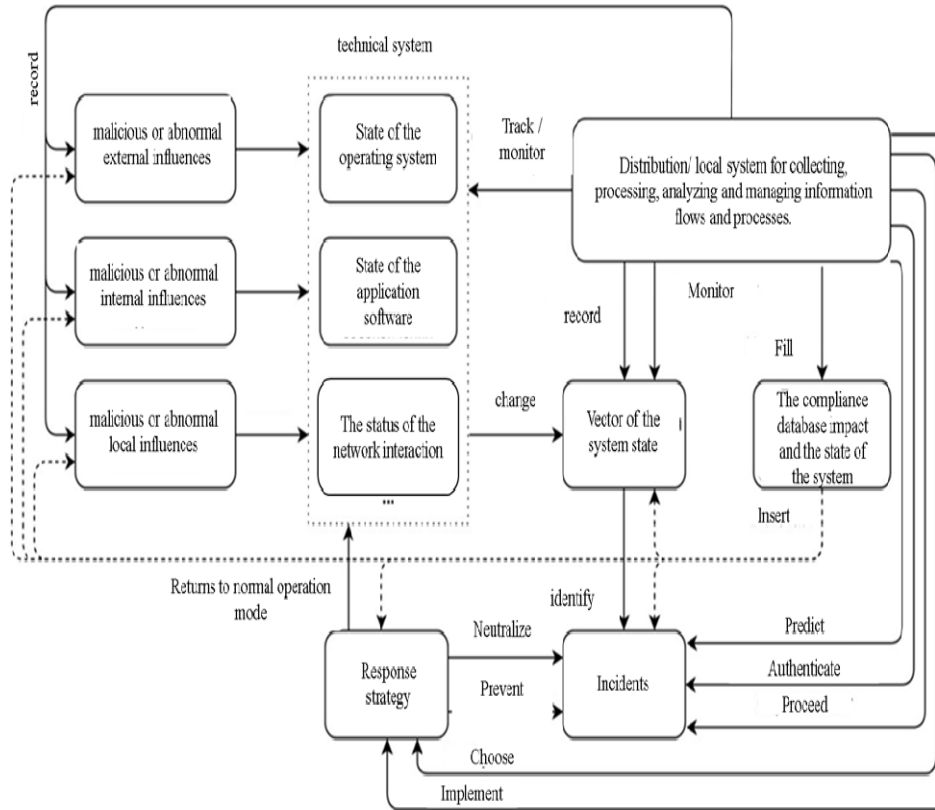 technical system
record
malicious or abnormal
external influences
State of the
operating system
Track /
monitor
Distribution/ local system for collecting,
processing, analyzing and managing information
flows and processes.
malicious or abnormal
internal influences
State of the
application
software
record
Monitor
Fill
malicious or abnormal
local influences
The status of the
network interaction
...
change
Vector of the
system state
The compliance
database impact
and the state of
the system
Insert
Returns to normal operation
mode
identify
Neutralize
Prevent
Response
strategy
Incidents
Predict
Authenticate
Proceed
Choose
Implement